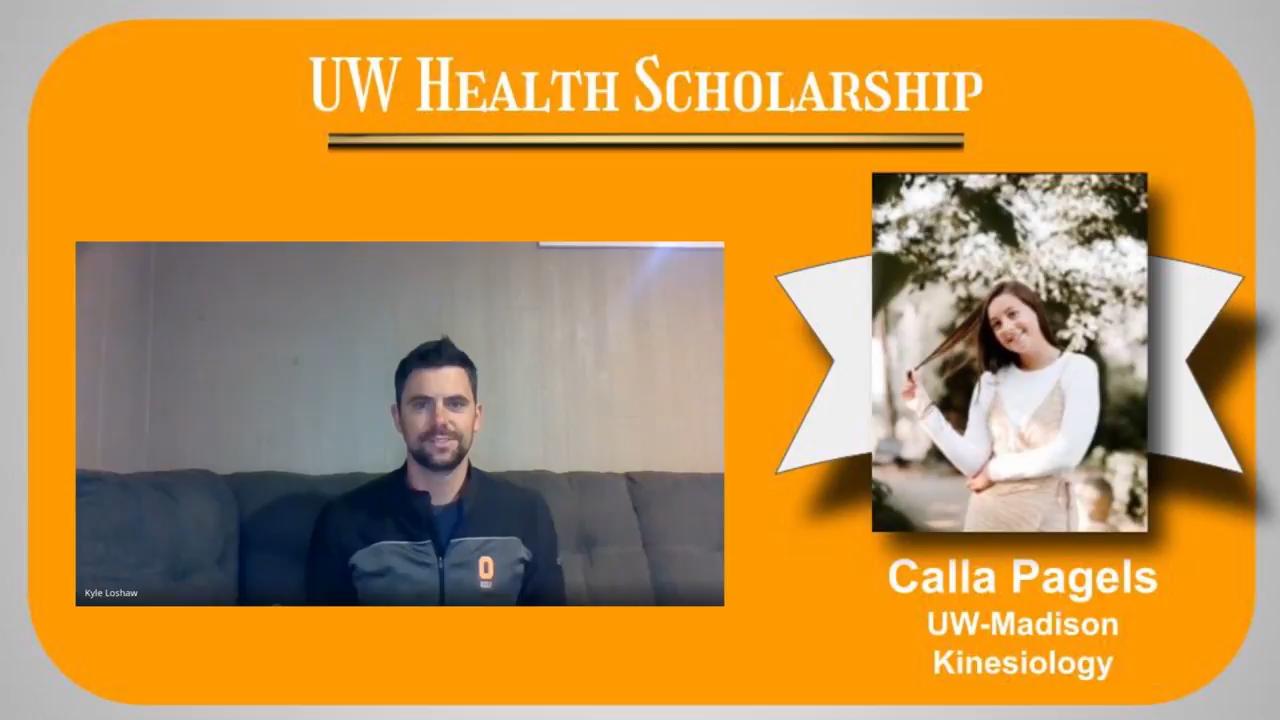 UW Health Scholarship
Kyle Loshaw
O
Calla Pagels
UW-Madison
Kinesiology